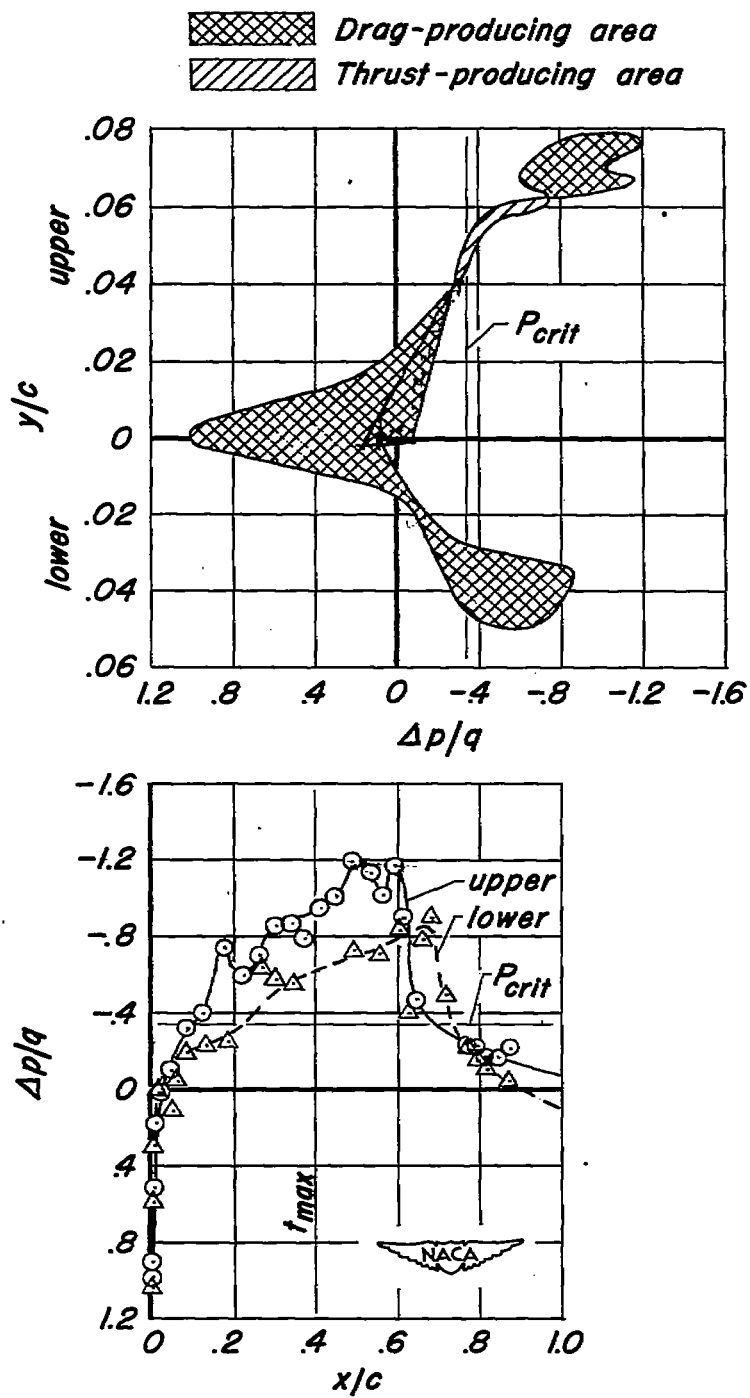 Drag-producing area
Thrust-producing area
.08
.06
.04
.02
0
.02
.04
.06
upper
y/c
lower
P_crit
1.2 .8 .4 0 -.4 -.8 -1.2 -1.6
Δp/q
-1.6
-1.2
-.8
-.4
0
.4
.8
1.2
Δp/q
upper
lower
P_crit
t_max
NACA
0 .2 .4 .6 .8 1.0
x/c